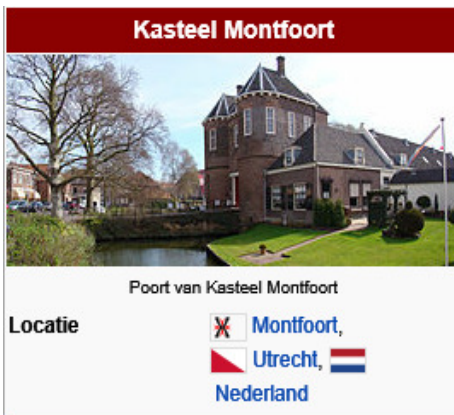 Kasteel Montfoort
Poort van Kasteel Montfoort
Locatie Montfoort,
Utrecht,
Nederland